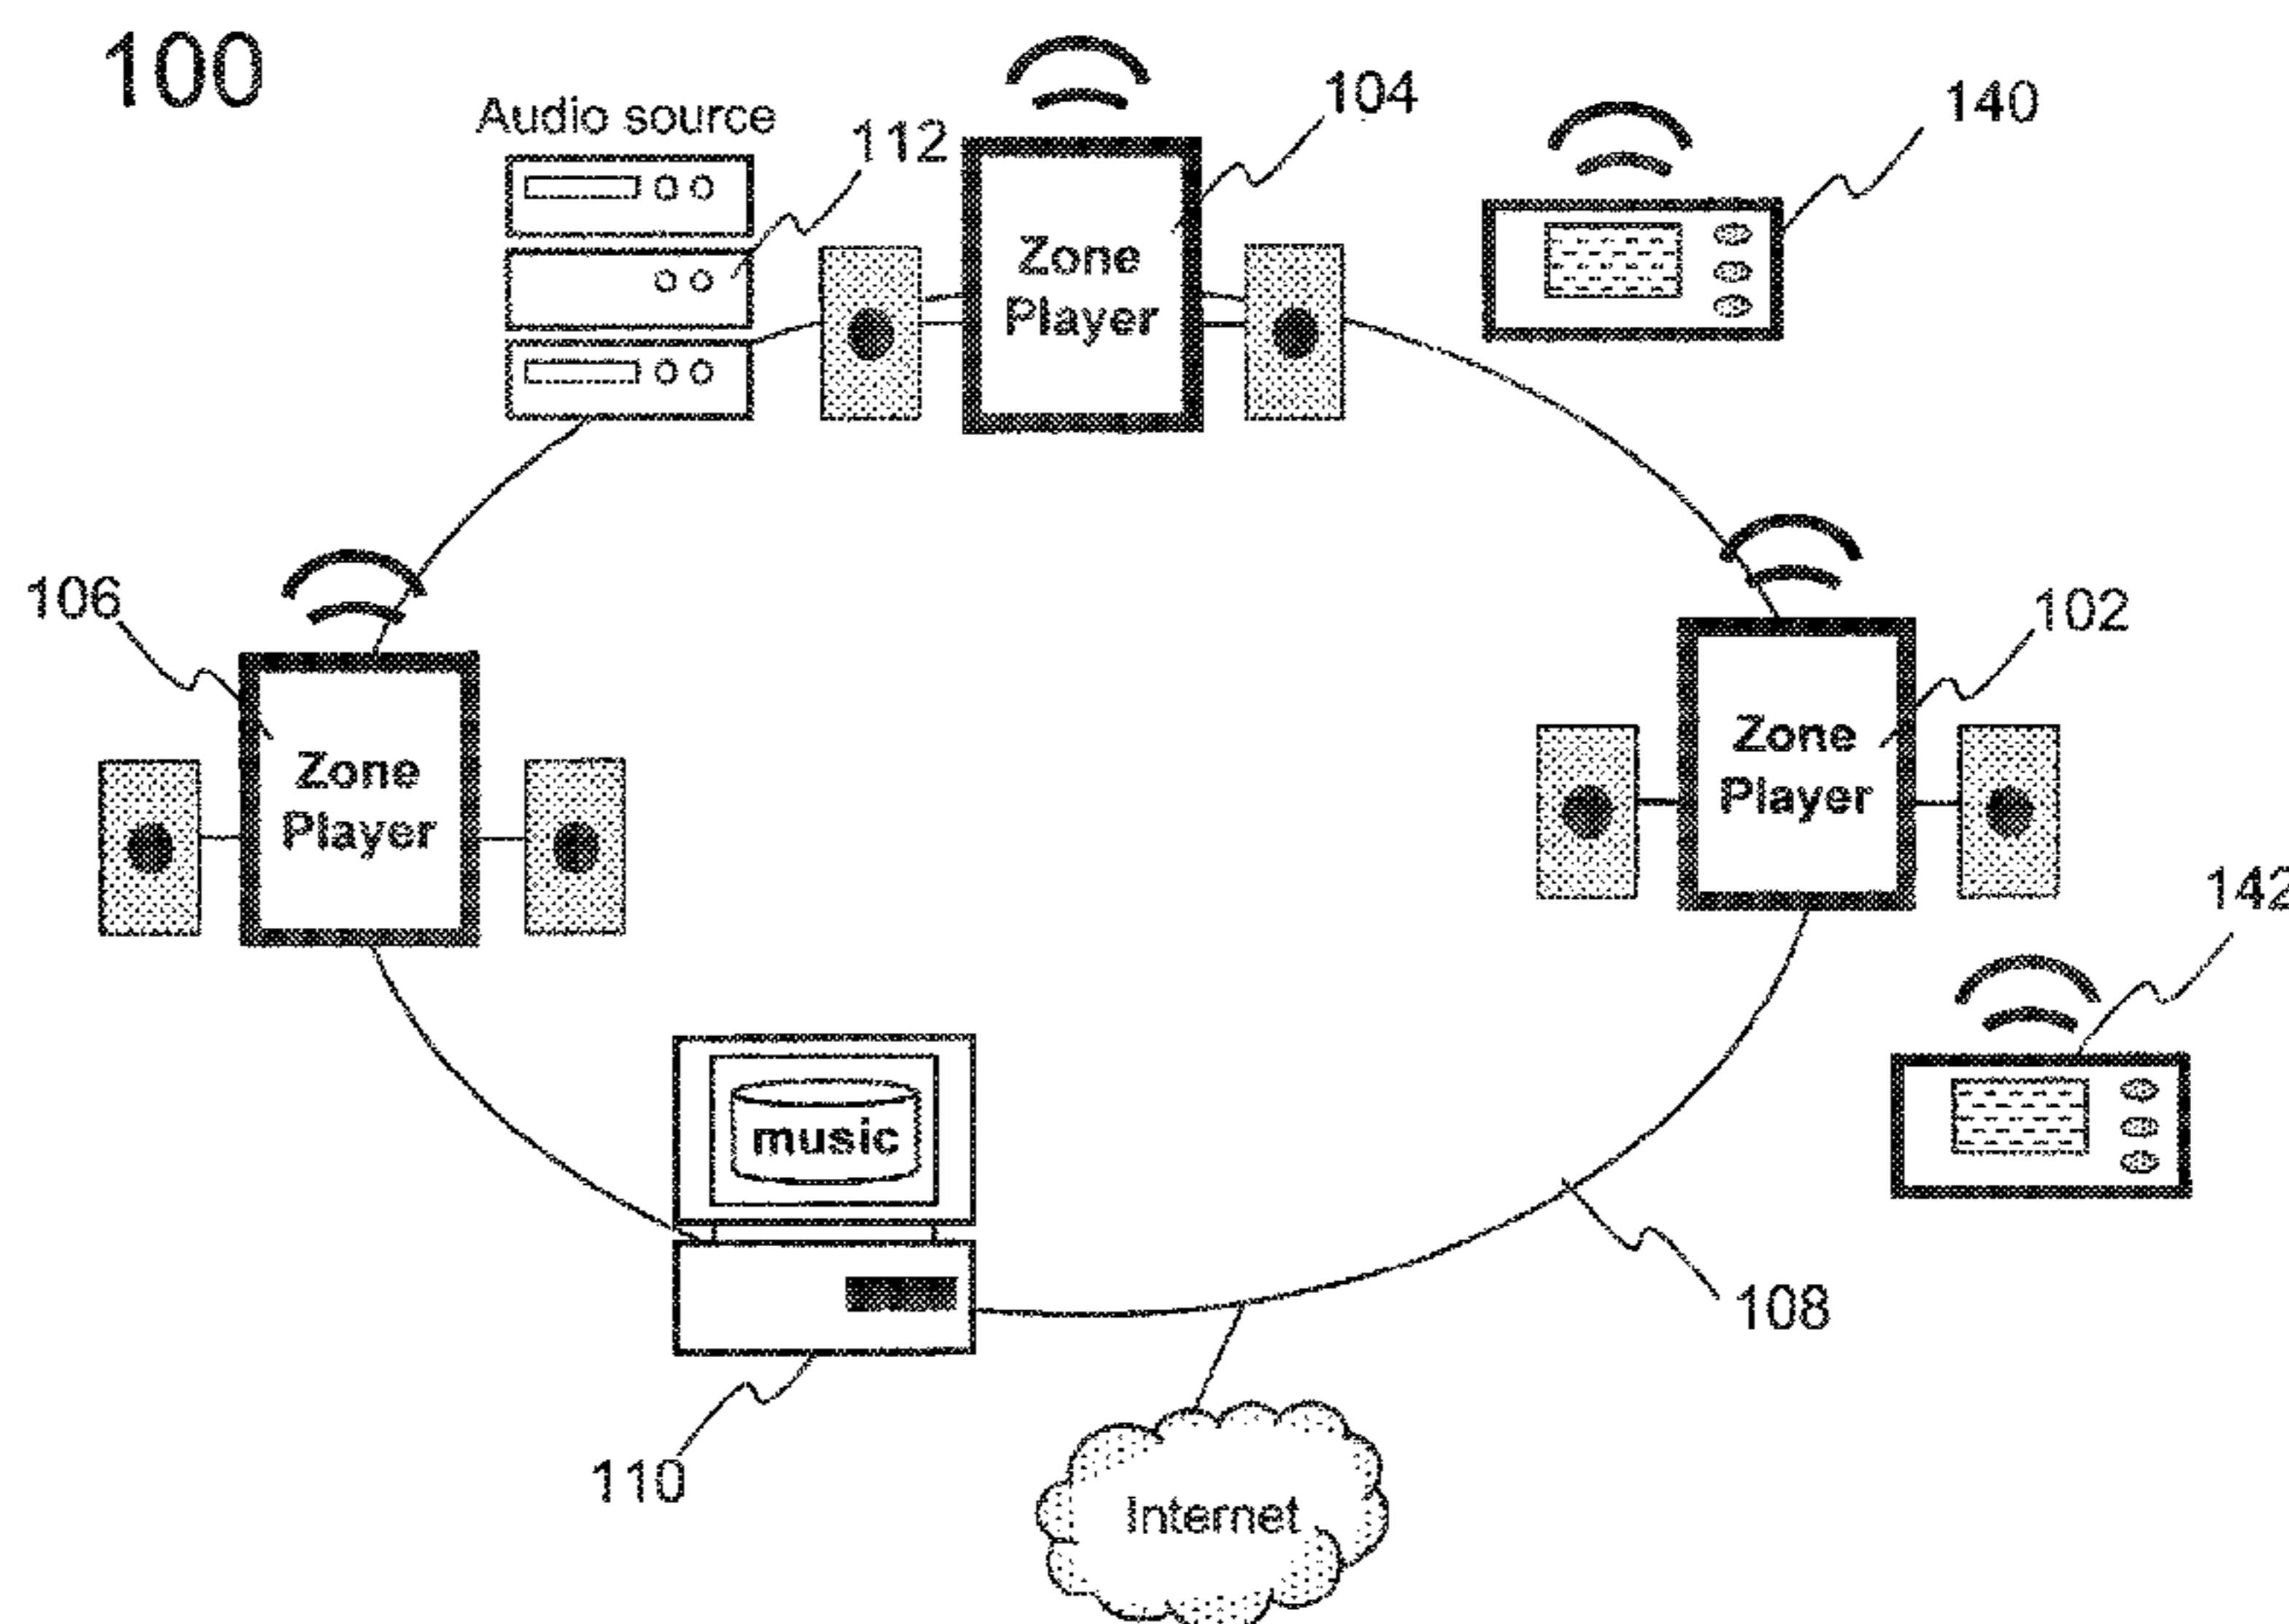 100
Audio source
112
104
140
Zone
Player
106
102
Zone
Player
Zone
Player
142
music
108
110
Internet